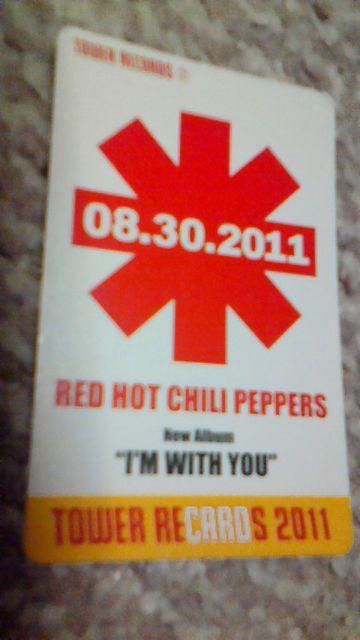 TOWER RECORDS
08.30.2011
RED HOT CHILI PEPPERS
New Album
"I'M WITH YOU"
TOWER RECARDS 2011